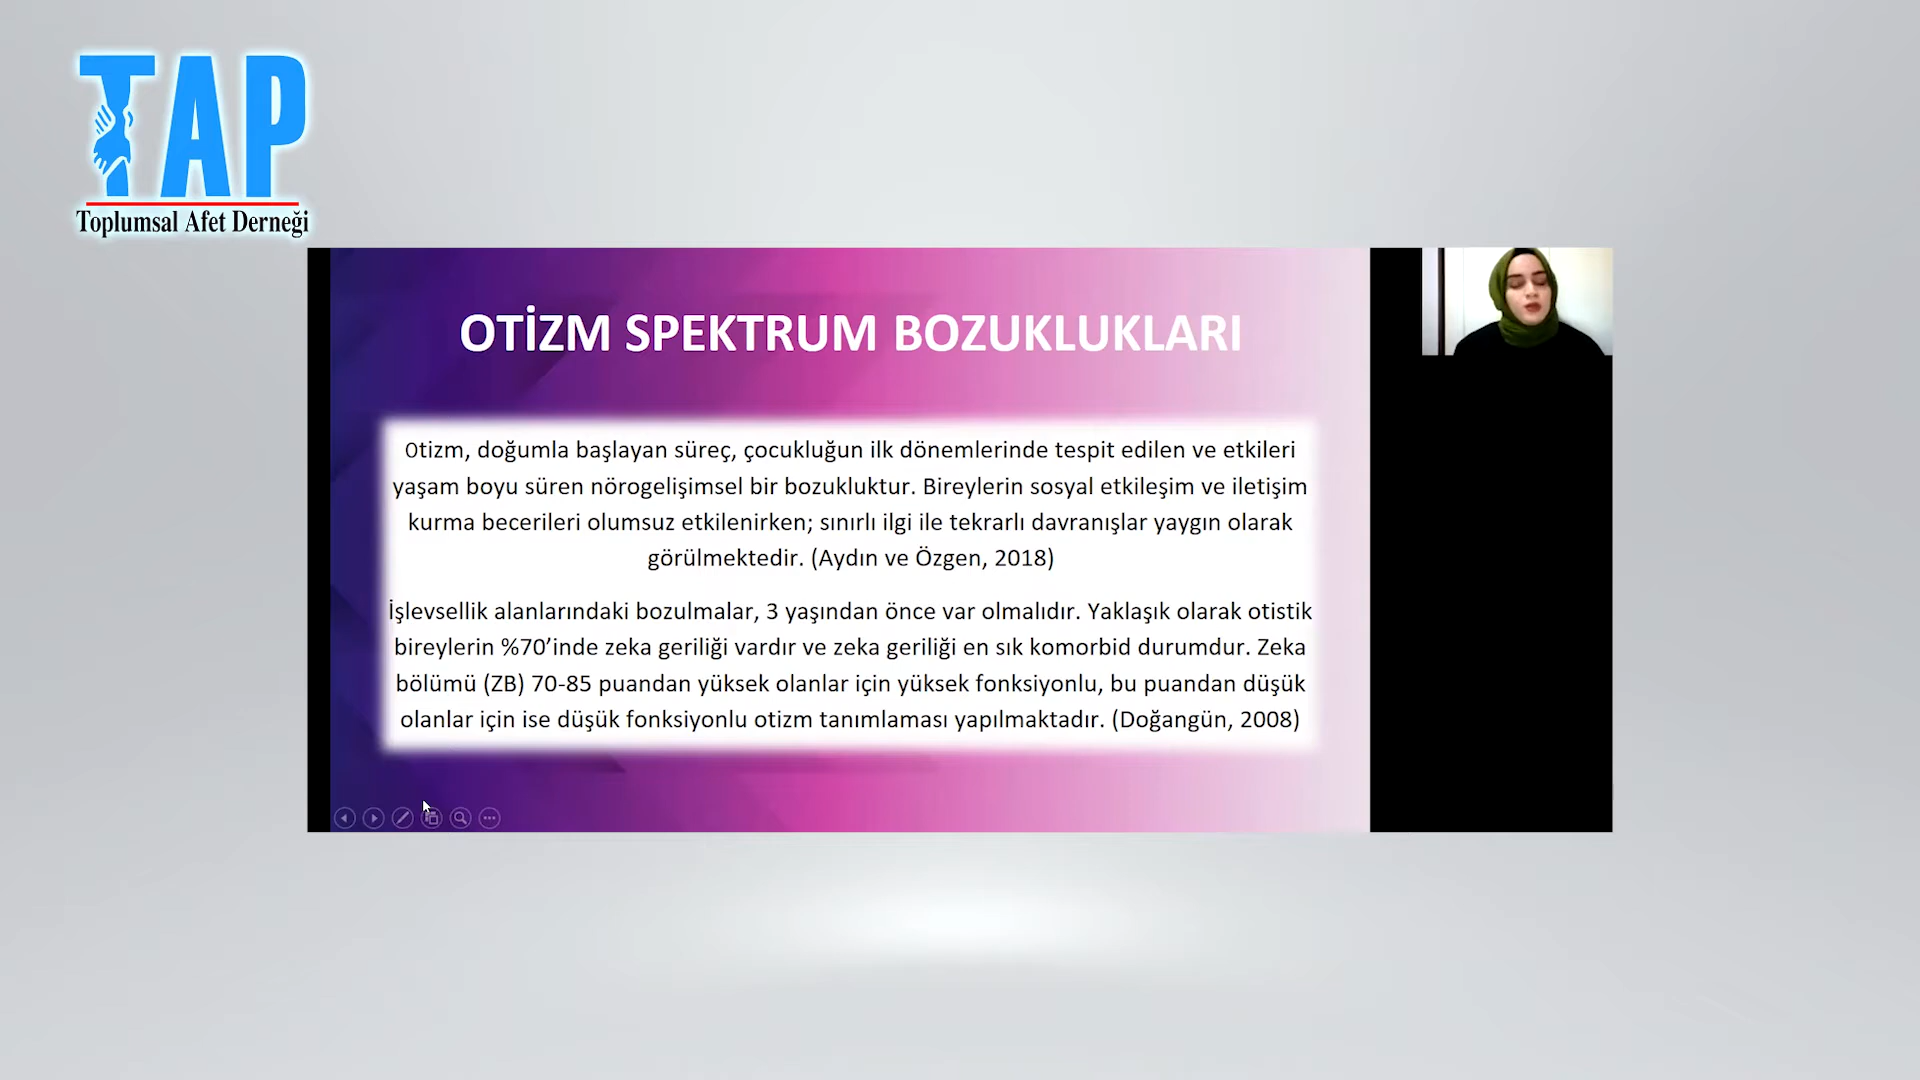 TAP
Toplumsal Afet Derneği
OTİZM SPEKTRUM BOZUKLUKLARI
Otizm, doğumla başlayan süreç, çocukluğun ilk dönemlerinde tespit edilen ve etkileri
yaşam boyu süren nörogelişimsel bir bozukluktur. Bireylerin sosyal etkileşim ve iletişim
kurma becerileri olumsuz etkilenirken; sınırlı ilgi ile tekrarlı davranışlar yaygın olarak
görülmektedir. (Aydın ve Özgen, 2018)
İşlevsellik alanlarındaki bozulmalar, 3 yaşından önce var olmalıdır. Yaklaşık olarak otistik
bireylerin %70’inde zeka geriliği vardır ve zeka geriliği en sık komorbid durumdur. Zeka
bölümü (ZB) 70-85 puandan yüksek olanlar için yüksek fonksiyonlu, bu puandan düşük
olanlar için ise düşük fonksiyonlu otizm tanımlaması yapılmaktadır. (Doğangün, 2008)